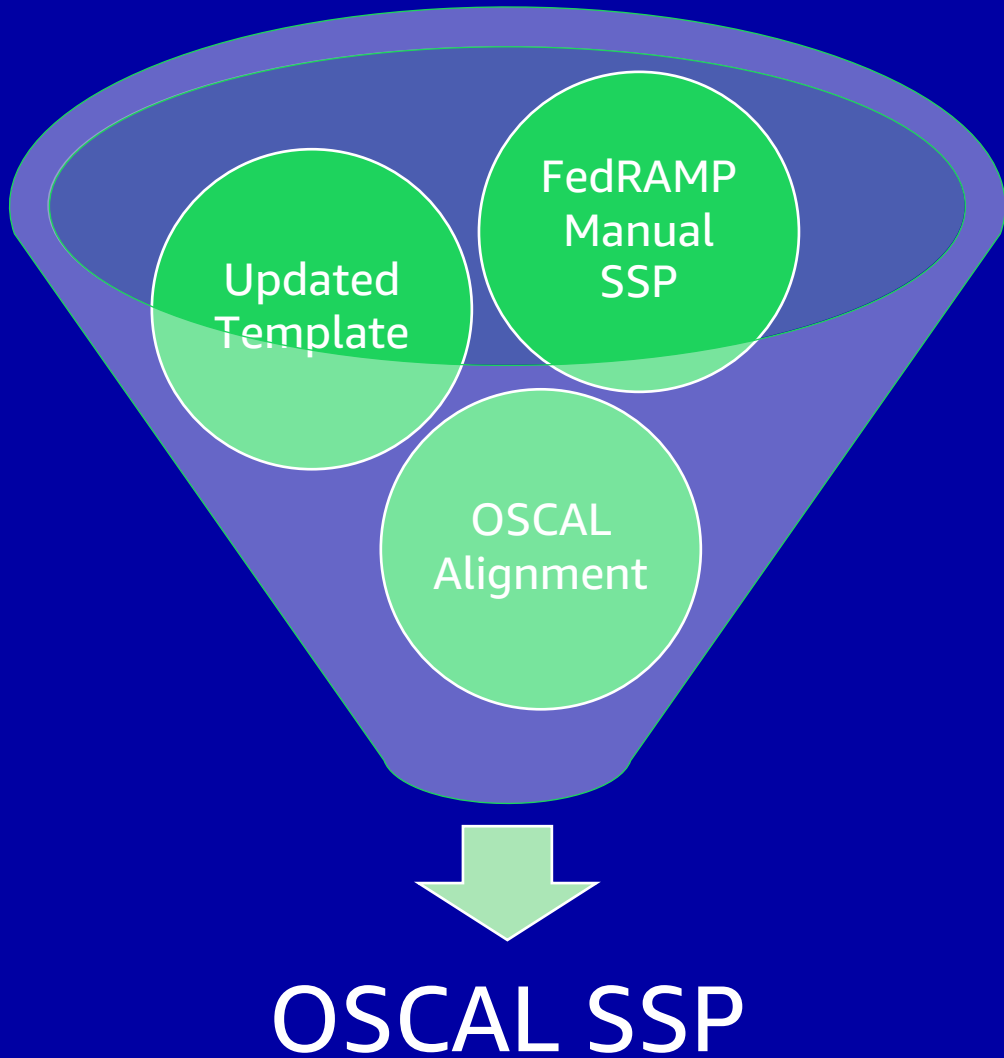 FedRAMP
Manual
SSP
Updated
Template
OSCAL
Alignment
OSCAL SSP